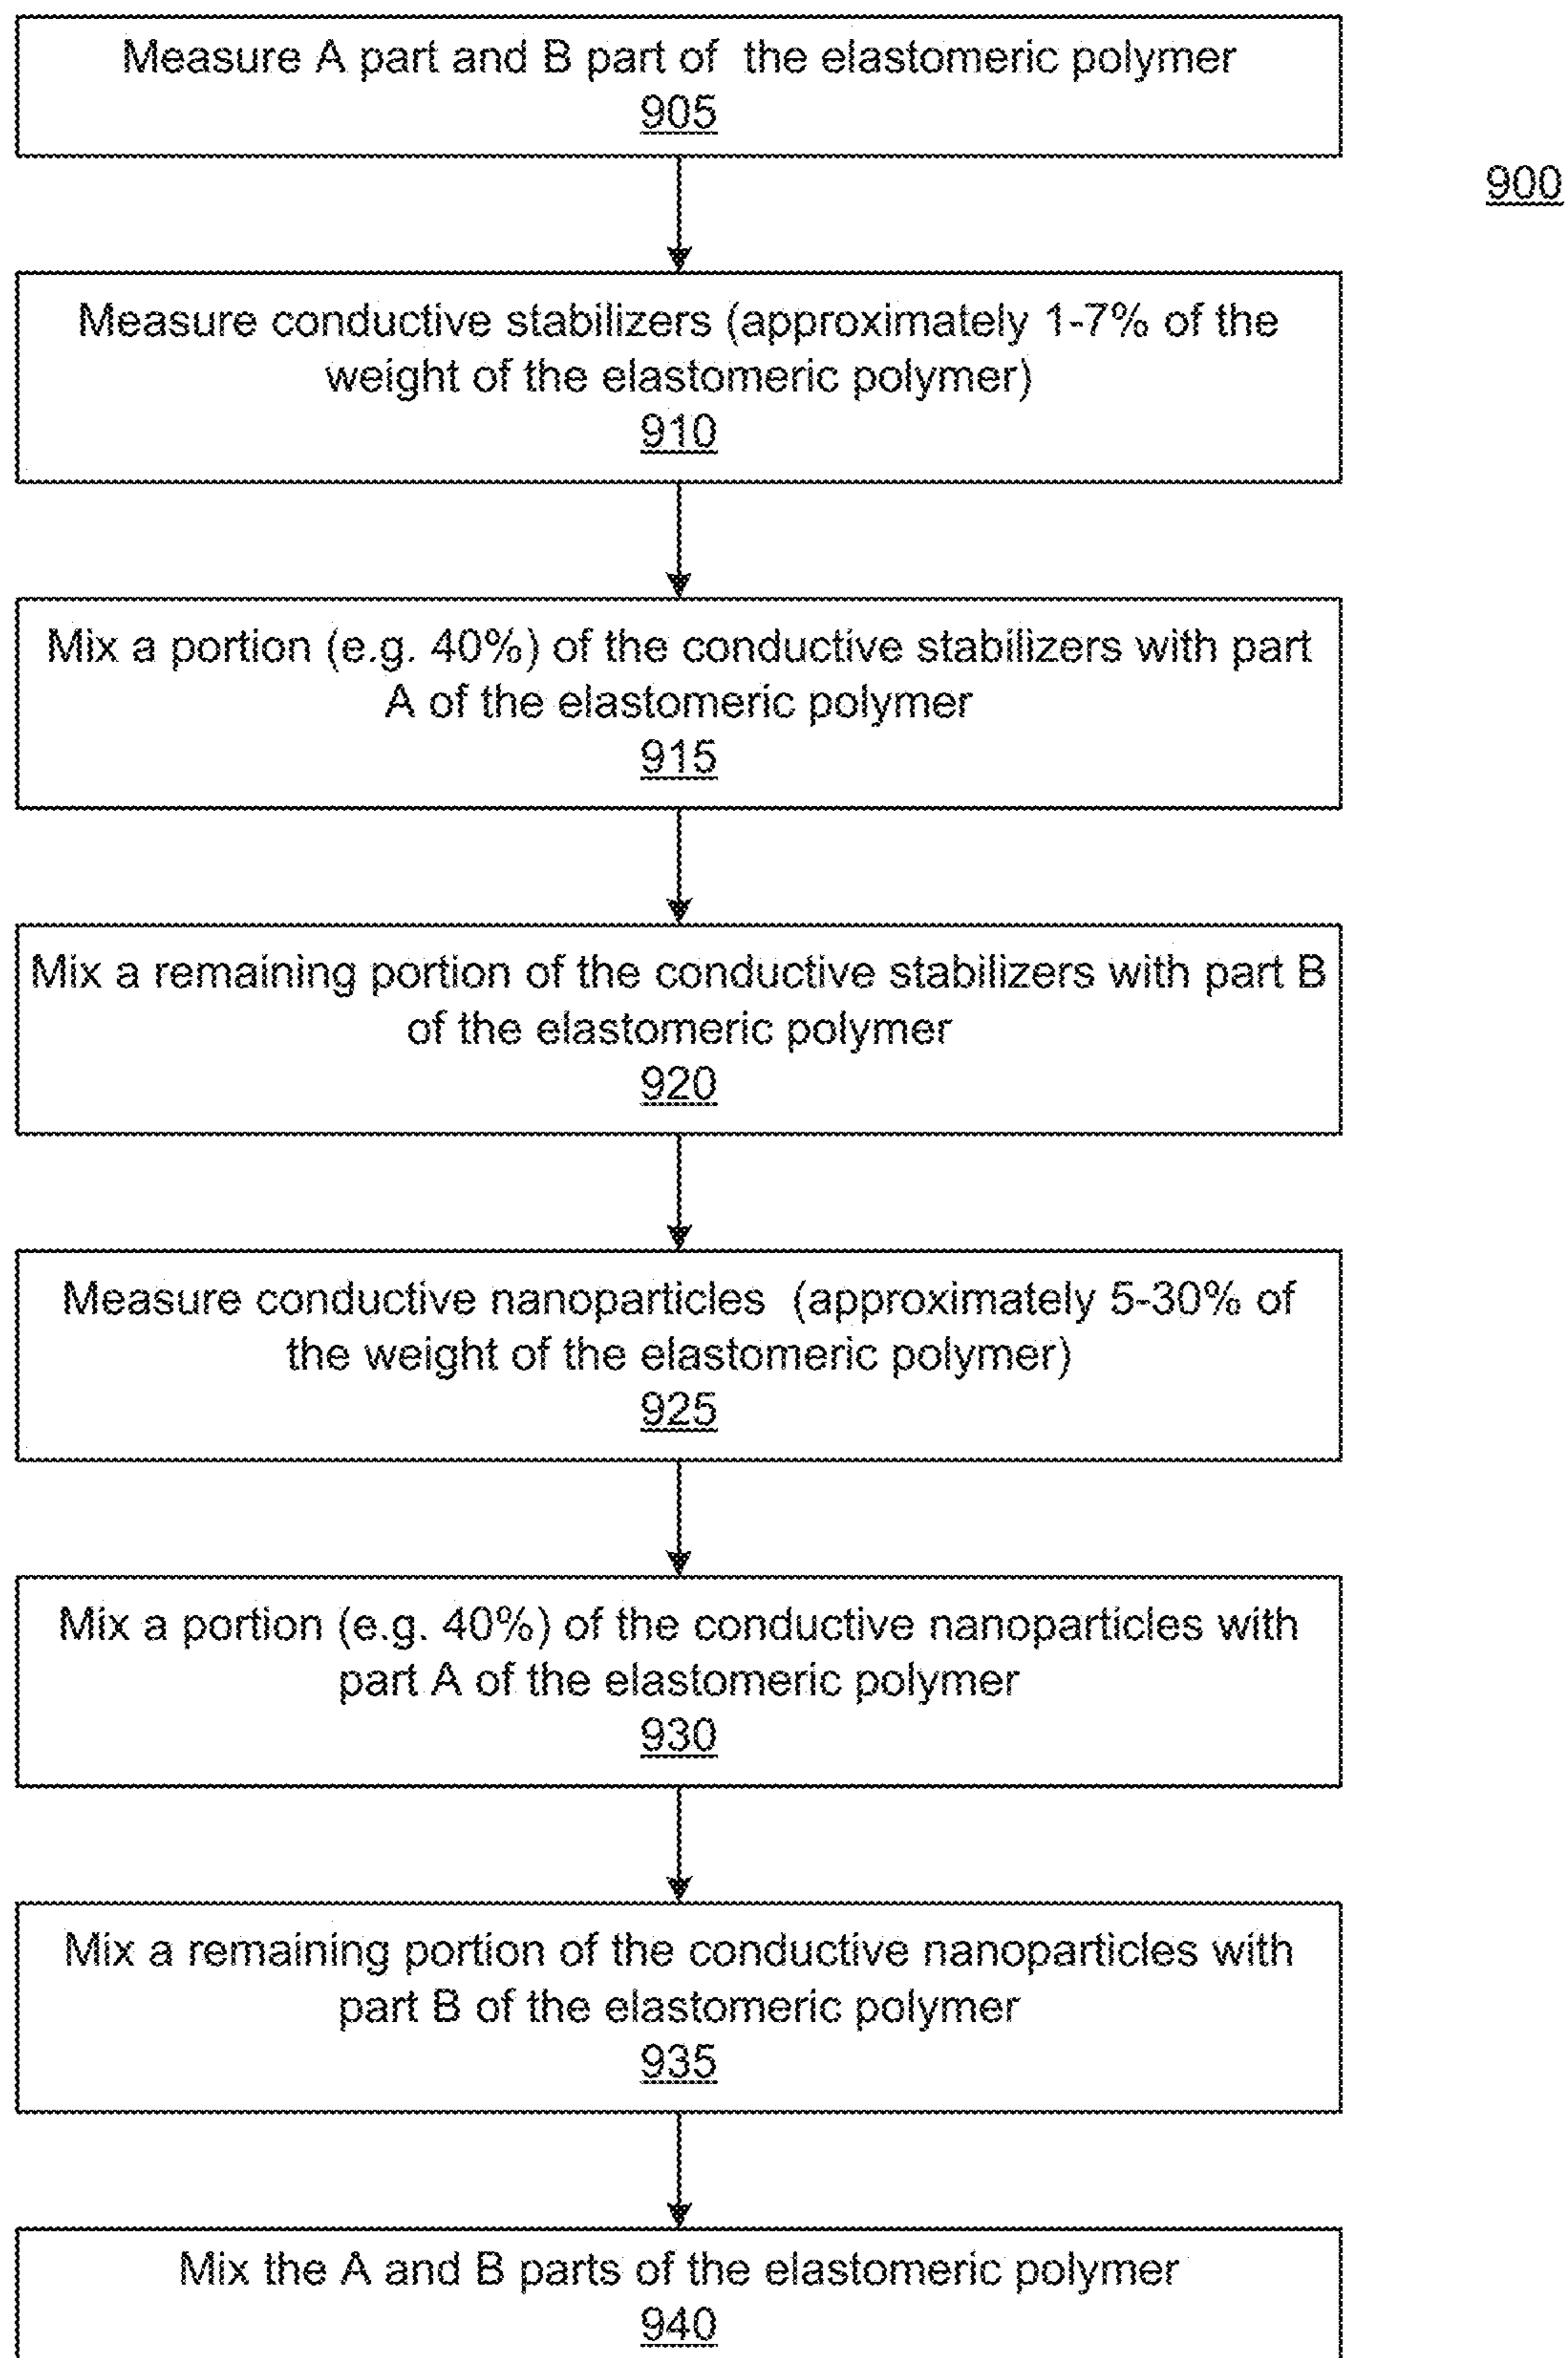 Measure A part and B part of the elastomeric polymer
905
900
Measure conductive stabilizers (approximately 1-7% of the
weight of the elastomeric polymer)
910
Mix a portion (e.g. 40%) of the conductive stabilizers with part
A of the elastomeric polymer
915
Mix a remaining portion of the conductive stabilizers with part B
of the elastomeric polymer
920
Measure conductive nanoparticles (approximately 5-30% of
the weight of the elastomeric polymer)
925
Mix a portion (e.g. 40%) of the conductive nanoparticles with
part A of the elastomeric polymer
930
Mix a remaining portion of the conductive nanoparticles with
part B of the elastomeric polymer
935
Mix the A and B parts of the elastomeric polymer
940